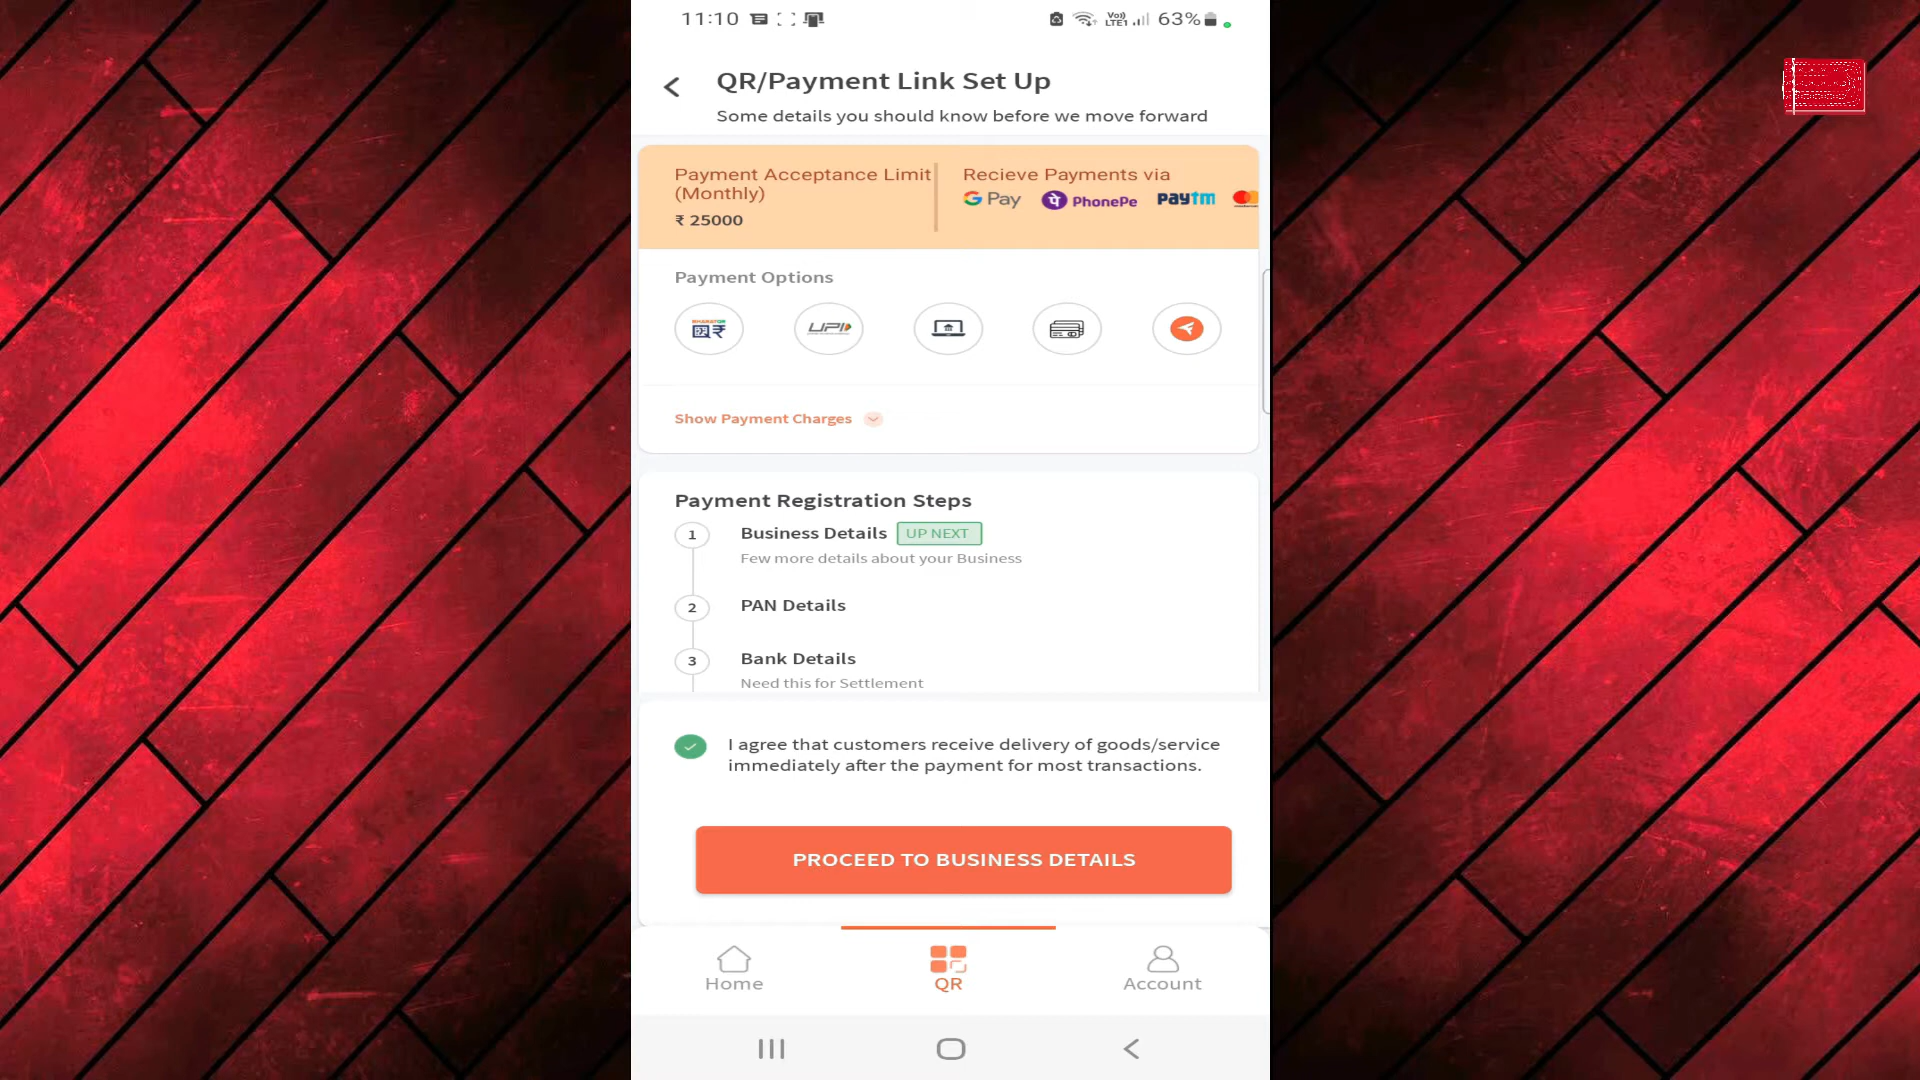 11:10
Vo))
LTE1
63%
QR/Payment Link Set Up
Some details you should know before we move forward
Payment Acceptance Limit
(Monthly)
₹ 25000
Recieve Payments via
G Pay PhonePe paytm
Payment Options
BHARATQR
UPI
Show Payment Charges
Payment Registration Steps
1 Business Details UP NEXT
Few more details about your Business
2 PAN Details
3 Bank Details
Need this for Settlement
I agree that customers receive delivery of goods/service
immediately after the payment for most transactions.
PROCEED TO BUSINESS DETAILS
Home QR Account